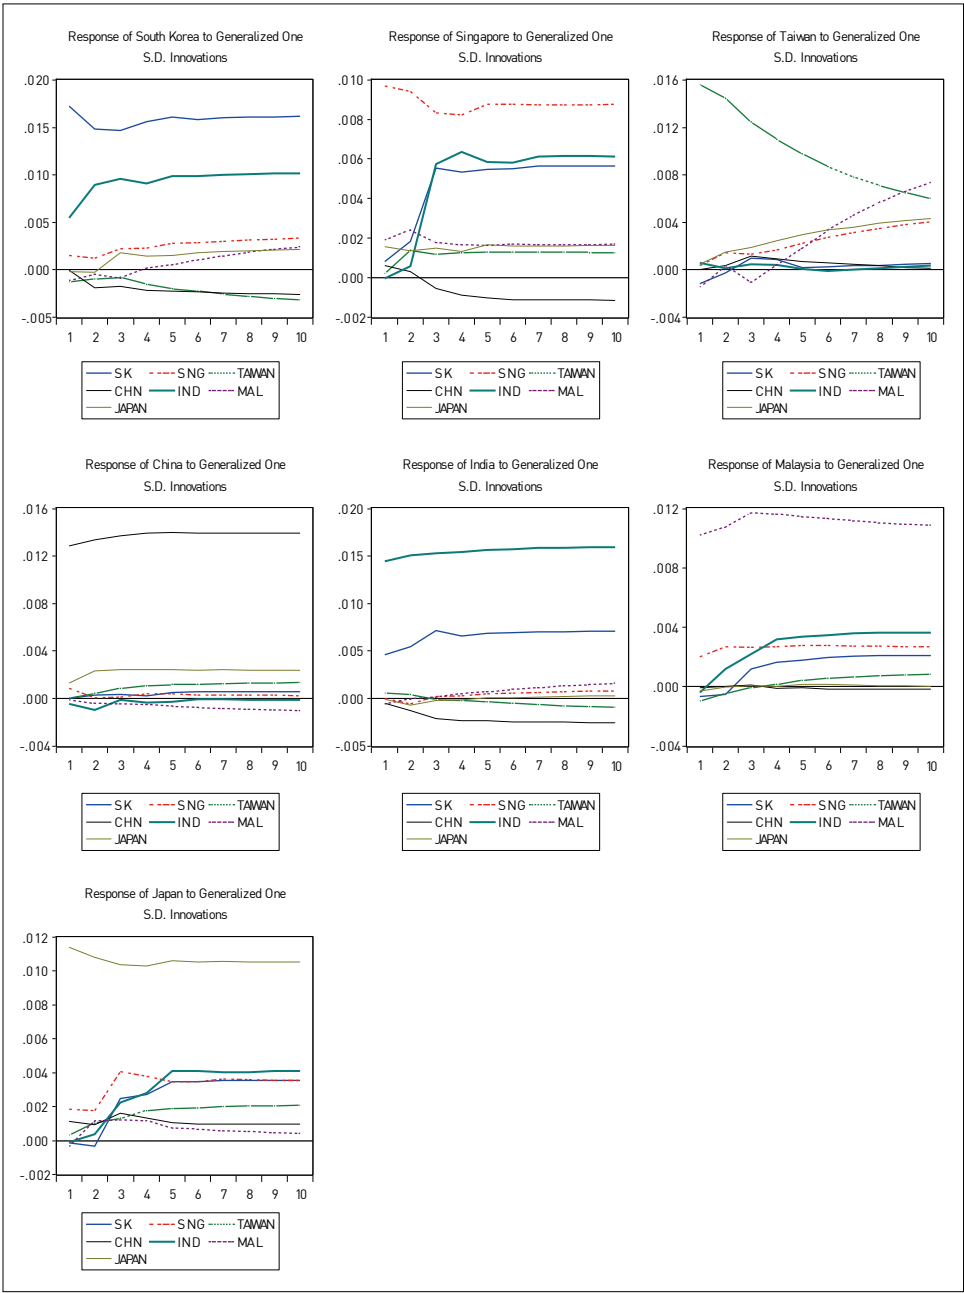 Response of South Korea to Generalized One
S.D. Innovations
.020
.015
.010
.005
.000
-.005
1 2 3 4 5 6 7 8 9 10
SK SNG TAIWAN
CHN IND MAL
JAPAN
Response of Singapore to Generalized One
S.D. Innovations
.010
.008
.006
.004
.002
.000
-.002
1 2 3 4 5 6 7 8 9 10
SK SNG TAIWAN
CHN IND MAL
JAPAN
Response of Taiwan to Generalized One
S.D. Innovations
.016
.012
.008
.004
.000
-.004
1 2 3 4 5 6 7 8 9 10
SK SNG TAIWAN
CHN IND MAL
JAPAN
Response of China to Generalized One
S.D. Innovations
.016
.012
.008
.004
.000
-.004
1 2 3 4 5 6 7 8 9 10
SK SNG TAIWAN
CHN IND MAL
JAPAN
Response of India to Generalized One
S.D. Innovations
.020
.015
.010
.005
.000
-.005
1 2 3 4 5 6 7 8 9 10
SK SNG TAIWAN
CHN IND MAL
JAPAN
Response of Malaysia to Generalized One
S.D. Innovations
.012
.008
.004
.000
-.004
1 2 3 4 5 6 7 8 9 10
SK SNG TAIWAN
CHN IND MAL
JAPAN
Response of Japan to Generalized One
S.D. Innovations
.012
.010
.008
.006
.004
.002
.000
-.002
1 2 3 4 5 6 7 8 9 10
SK SNG TAIWAN
CHN IND MAL
JAPAN